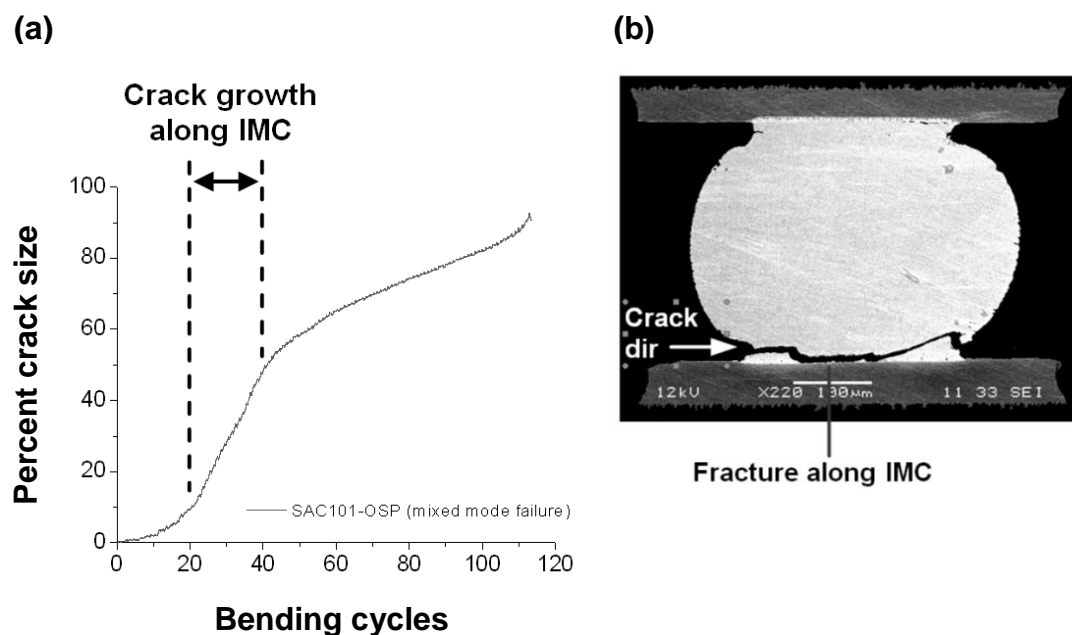 (a)
Crack growth
along IMC
100
80
60
40
20
0
0 20 40 60 80 100 120
Percent crack size
Bending cycles
SAC101-OSP (mixed mode failure)
(b)
Crack
dir
12kV X220 100µm 11 33 SEI
Fracture along IMC